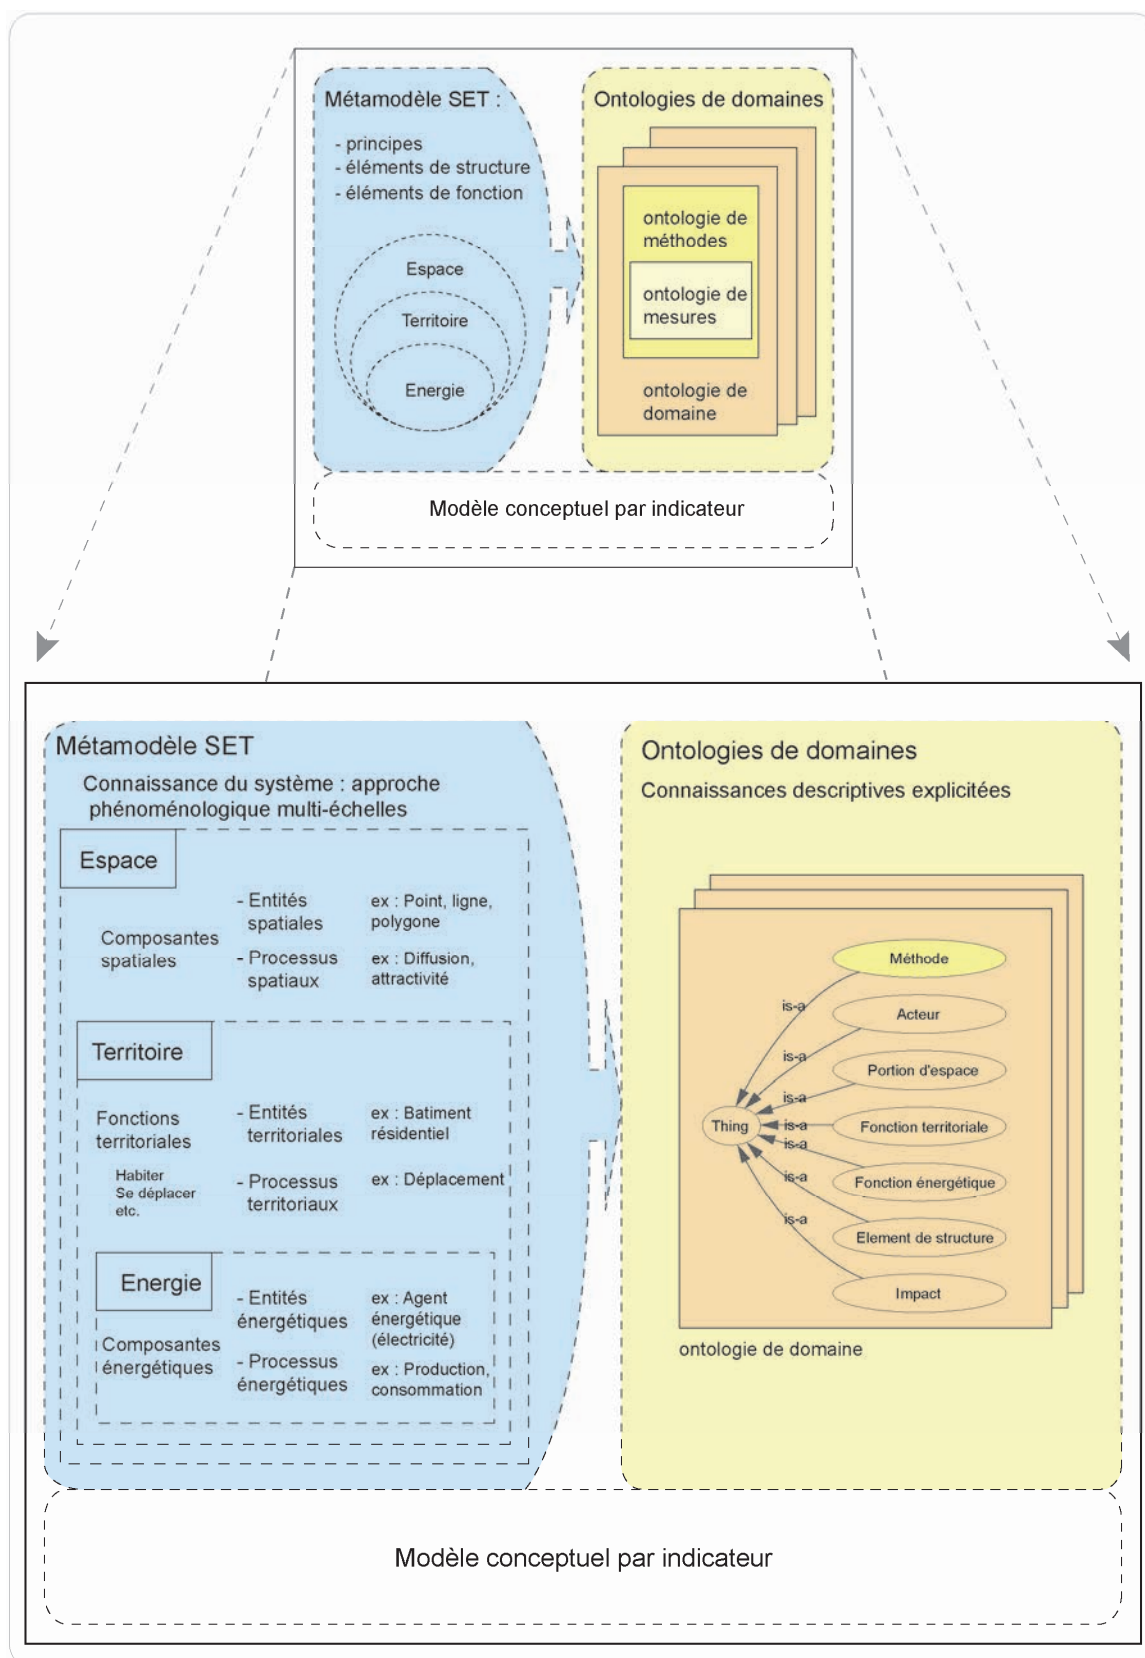 Métamodèle SET :
- principes
- éléments de structure
- éléments de fonction
Espace
Territoire
Energie
Ontologies de domaines
ontologie de
méthodes
ontologie de
mesures
ontologie de
domaine
Modèle conceptuel par indicateur
Métamodèle SET
Connaissance du système : approche
phénoménologique multi-échelles
Espace
Composantes
spatiales
- Entités
spatiales
ex : Point, ligne,
polygone
- Processus
spatiaux
ex : Diffusion,
attractivité
Territoire
Fonctions
territoriales
Habiter
Se déplacer
etc.
- Entités
territoriales
ex : Batiment
résidentiel
- Processus
territoriaux
ex : Déplacement
Energie
Composantes
énergétiques
- Entités
énergétiques
ex : Agent
énergétique
(électricité)
- Processus
énergétiques
ex : Production,
consommation
Ontologies de domaines
Connaissances descriptives explicitées
Méthode
is-a
Acteur
is-a
Portion d'espace
is-a
Thing
is-a
Fonction territoriale
is-a
Fonction énergétique
is-a
Element de structure
is-a
Impact
ontologie de domaine
Modèle conceptuel par indicateur